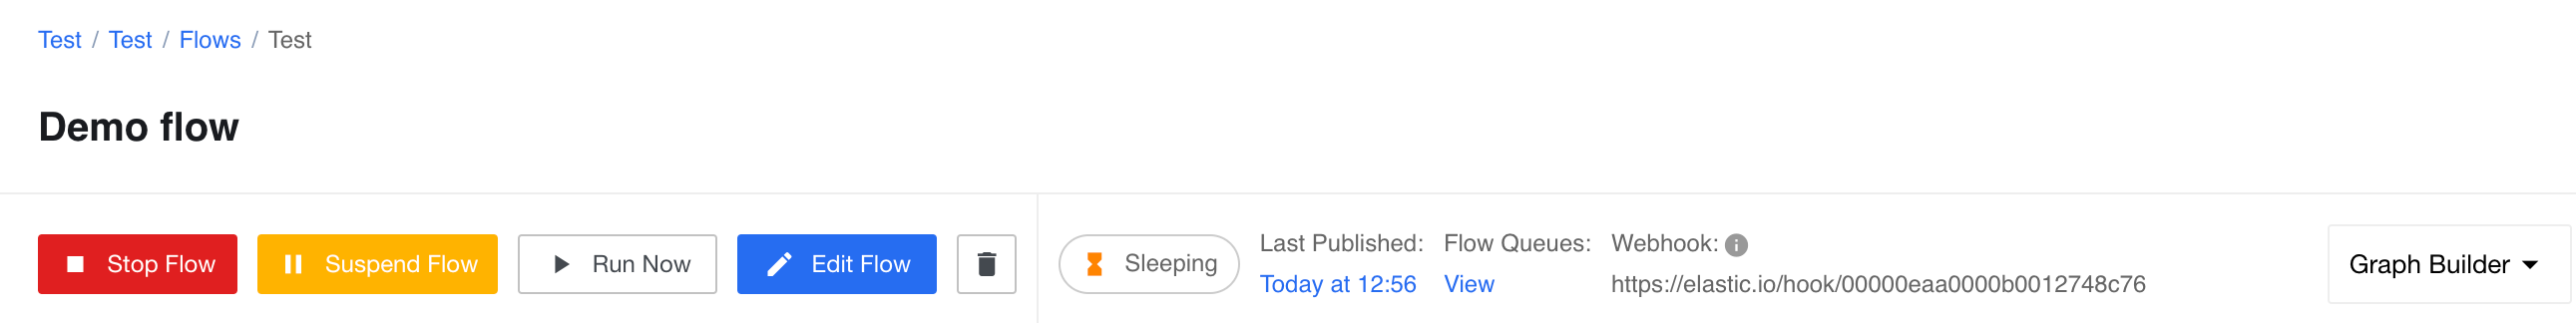 Test / Test / Flows / Test
Demo flow
Stop Flow
Suspend Flow
Run Now
Edit Flow
Sleeping
Last Published:
Today at 12:56
Flow Queues:
View
Webhook:
https://elastic.io/hook/00000eaa0000b0012748c76
Graph Builder